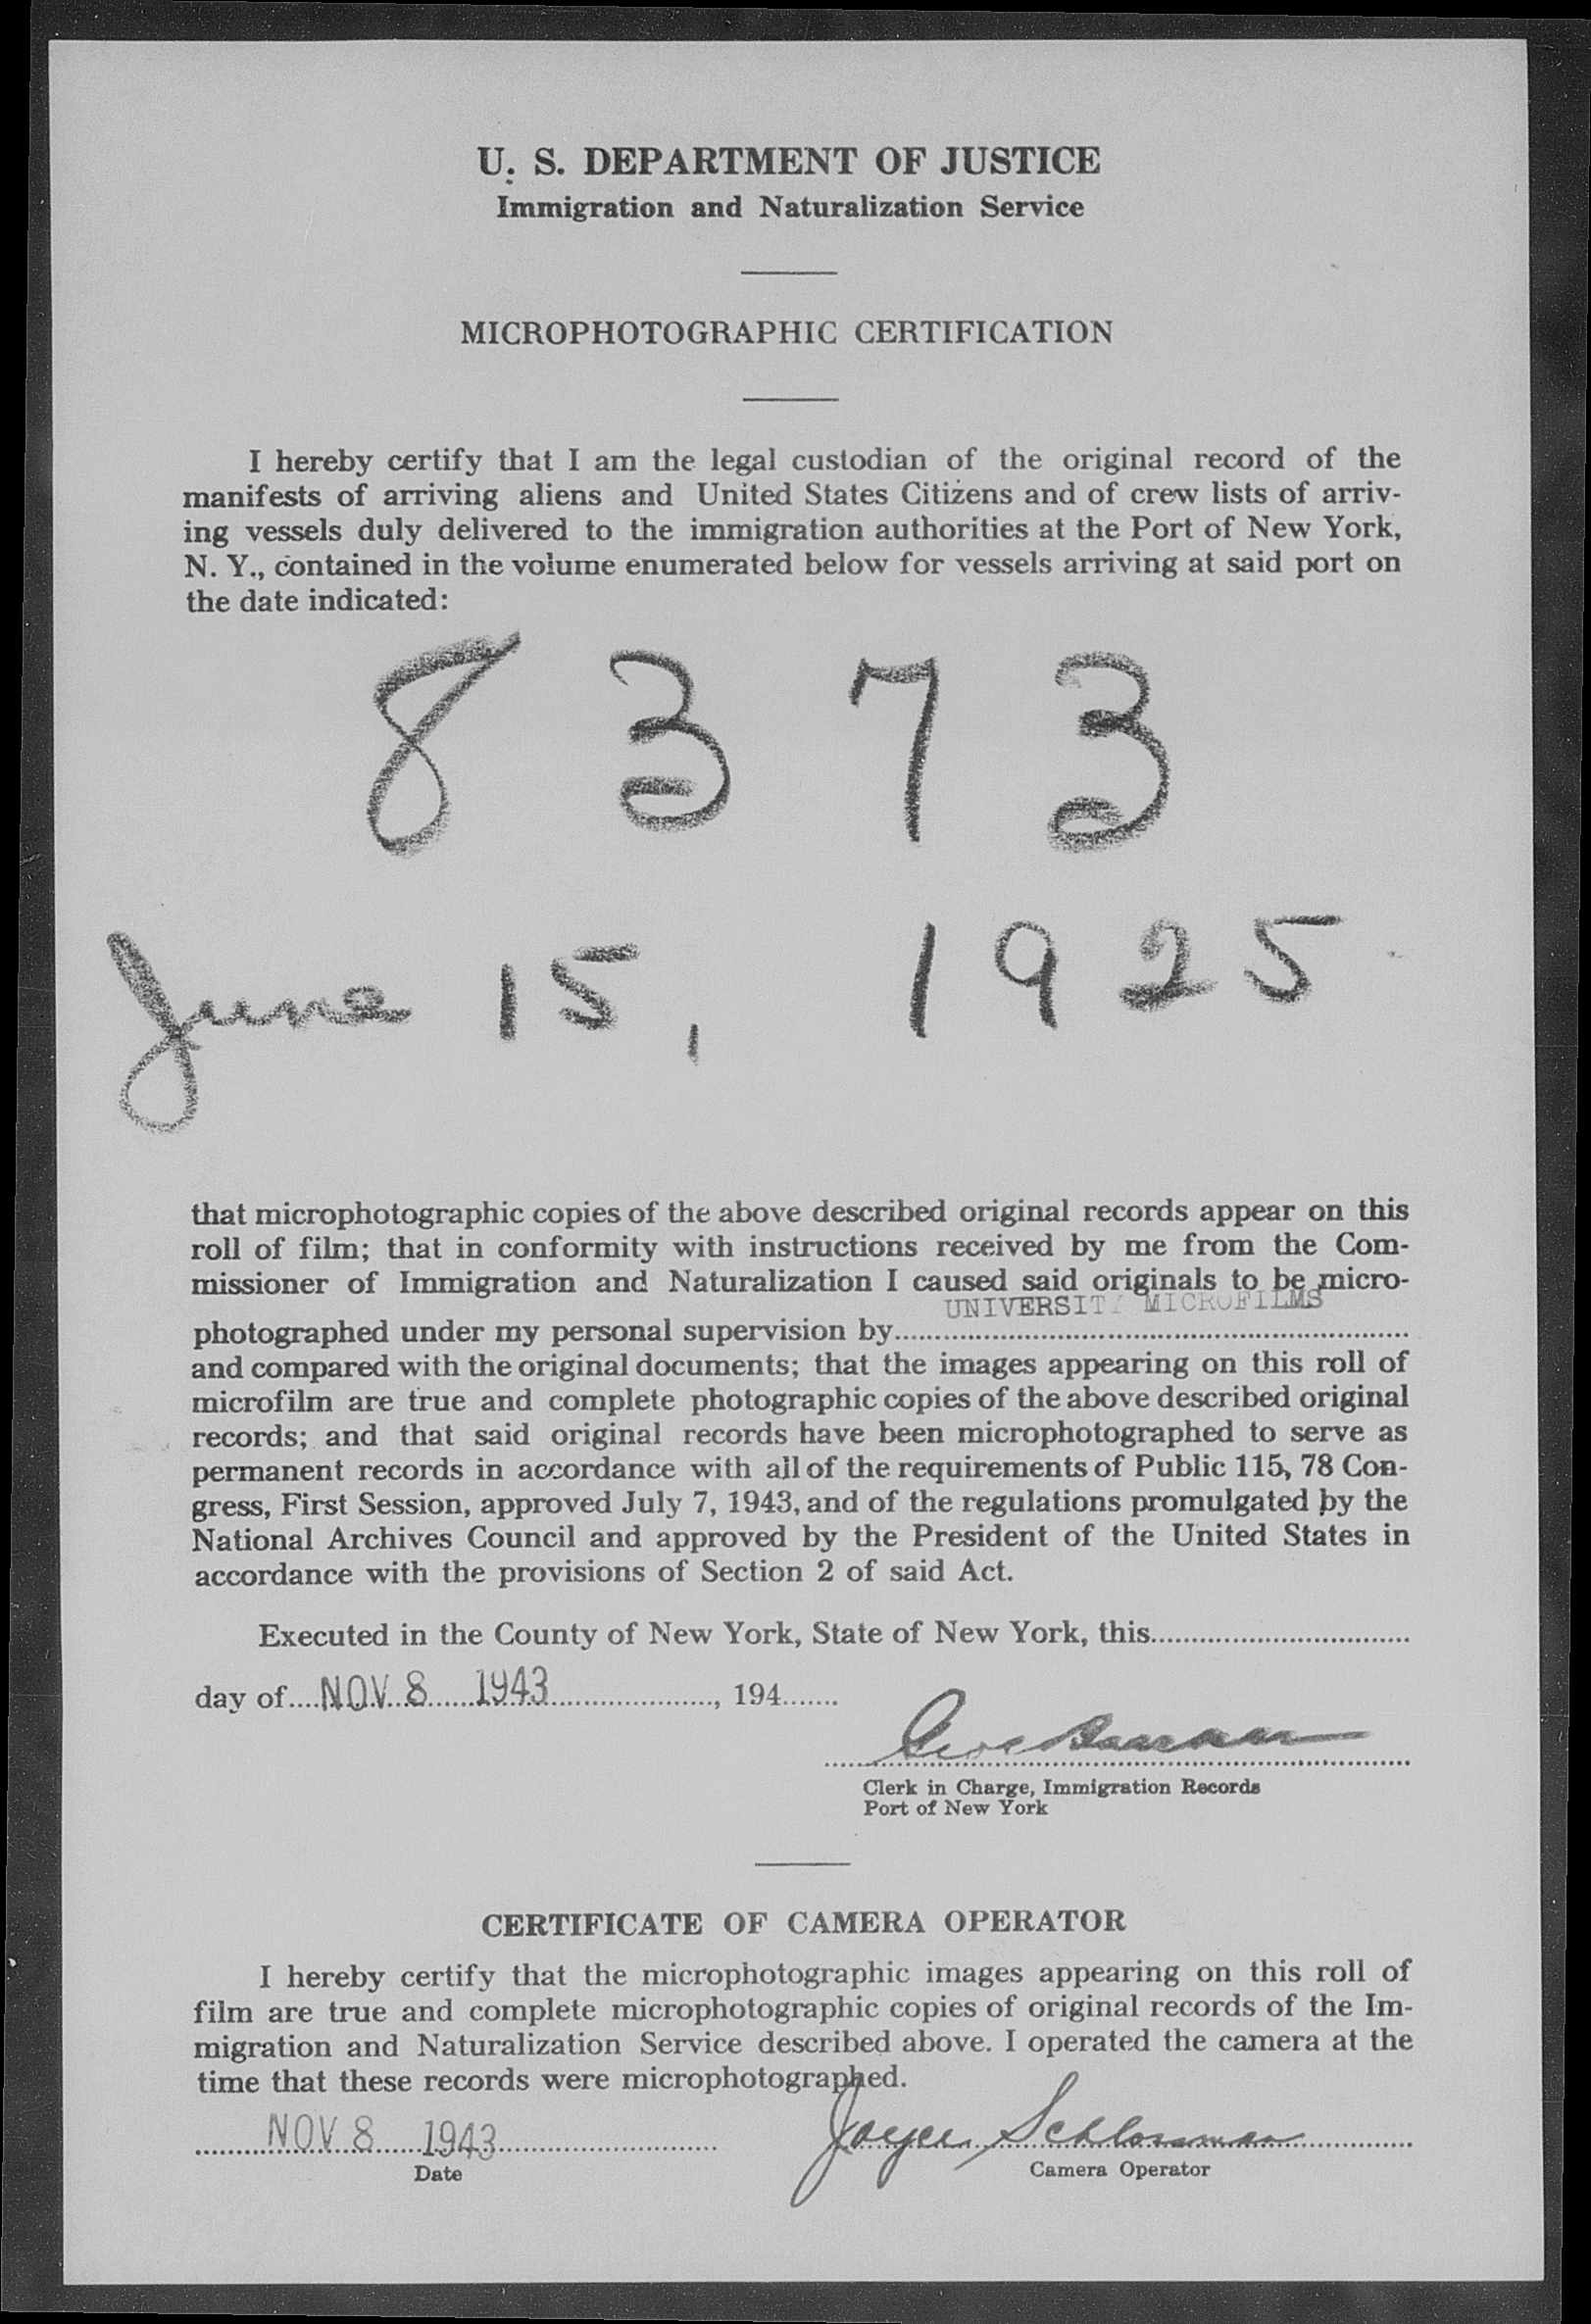 U. S. DEPARTMENT OF JUSTICE
Immigration and Naturalization Service
MICROPHOTOGRAPHIC CERTIFICATION
I hereby certify that I am the legal custodian of the original record of the
manifests of arriving aliens and United States Citizens and of crew lists of arriv-
ing vessels duly delivered to the immigration authorities at the Port of New York,
N. Y., contained in the volume enumerated below for vessels arriving at said port on
the date indicated:
8 3 7 3
June 15, 1925
that microphotographic copies of the above described original records appear on this
roll of film; that in conformity with instructions received by me from the Com-
missioner of Immigration and Naturalization I caused said originals to be micro-
UNIVERSITY MICROFILMS
photographed under my personal supervision by
and compared with the original documents; that the images appearing on this roll of
microfilm are true and complete photographic copies of the above described original
records; and that said original records have been microphotographed to serve as
permanent records in accordance with all of the requirements of Public 115, 78 Con-
gress, First Session, approved July 7, 1943, and of the regulations promulgated by the
National Archives Council and approved by the President of the United States in
accordance with the provisions of Section 2 of said Act.
Executed in the County of New York, State of New York, this
day of NOV 8 1943, 194
Clerk in Charge, Immigration Records
Port of New York
CERTIFICATE OF CAMERA OPERATOR
I hereby certify that the microphotographic images appearing on this roll of
film are true and complete microphotographic copies of original records of the Im-
migration and Naturalization Service described above. I operated the camera at the
time that these records were microphotographed.
NOV 8 1943 Joyce Schlossman
Date Camera Operator